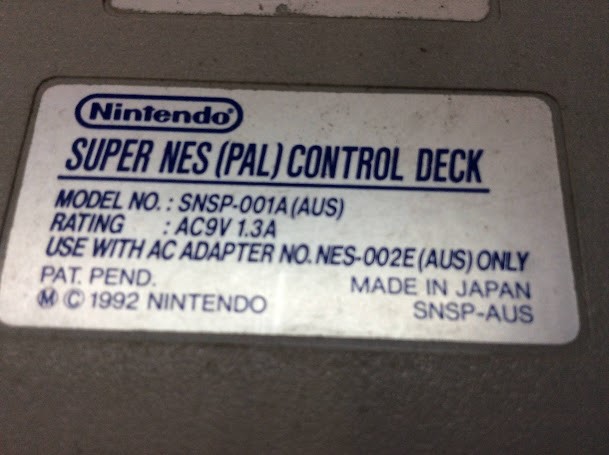 Nintendo®
SUPER NES (PAL) CONTROL DECK
MODEL NO. : SNSP-001A (AUS)
RATING : AC9V 1.3A
USE WITH AC ADAPTER NO. NES-002E (AUS) ONLY
PAT. PEND.
MADE IN JAPAN
Ⓜ © 1992 NINTENDO
SNSP-AUS